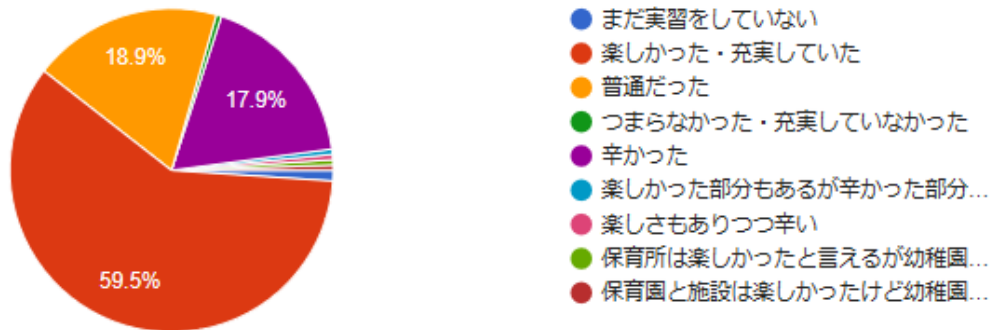 18.9%
17.9%
59.5%
まだ実習をしていない
楽しかった・充実していた
普通だった
つまらなかった・充実していなかった
辛かった
楽しかった部分もあるが辛かった部分...
楽しさもありつつ辛い
保育所は楽しかったと言えるが幼稚園...
保育園と施設は楽しかったけど幼稚園...